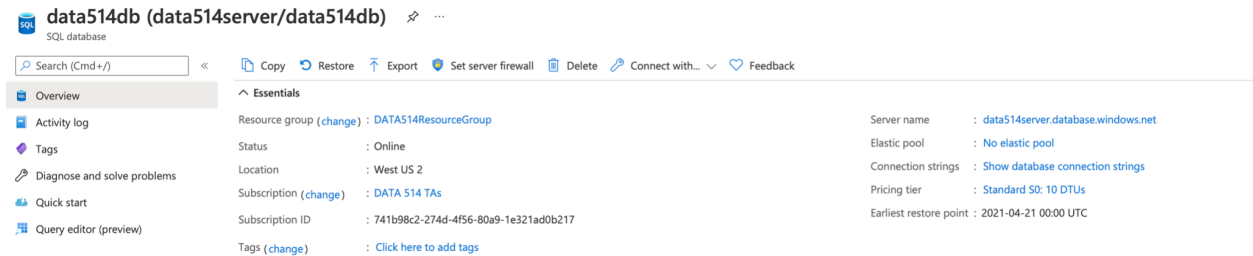 data514db (data514server/data514db)
SQL
SQL database
Search (Cmd+/)
«
Copy Restore Export Set server firewall Delete Connect with... Feedback
Overview
Activity log
Tags
Diagnose and solve problems
Quick start
Query editor (preview)
Essentials
Resource group (change) : DATA514ResourceGroup
Status : Online
Location : West US 2
Subscription (change) : DATA 514 TAs
Subscription ID : 741b98c2-274d-4f56-80a9-1e321ad0b217
Tags (change) : Click here to add tags
Server name : data514server.database.windows.net
Elastic pool : No elastic pool
Connection strings : Show database connection strings
Pricing tier : Standard S0: 10 DTUs
Earliest restore point : 2021-04-21 00:00 UTC